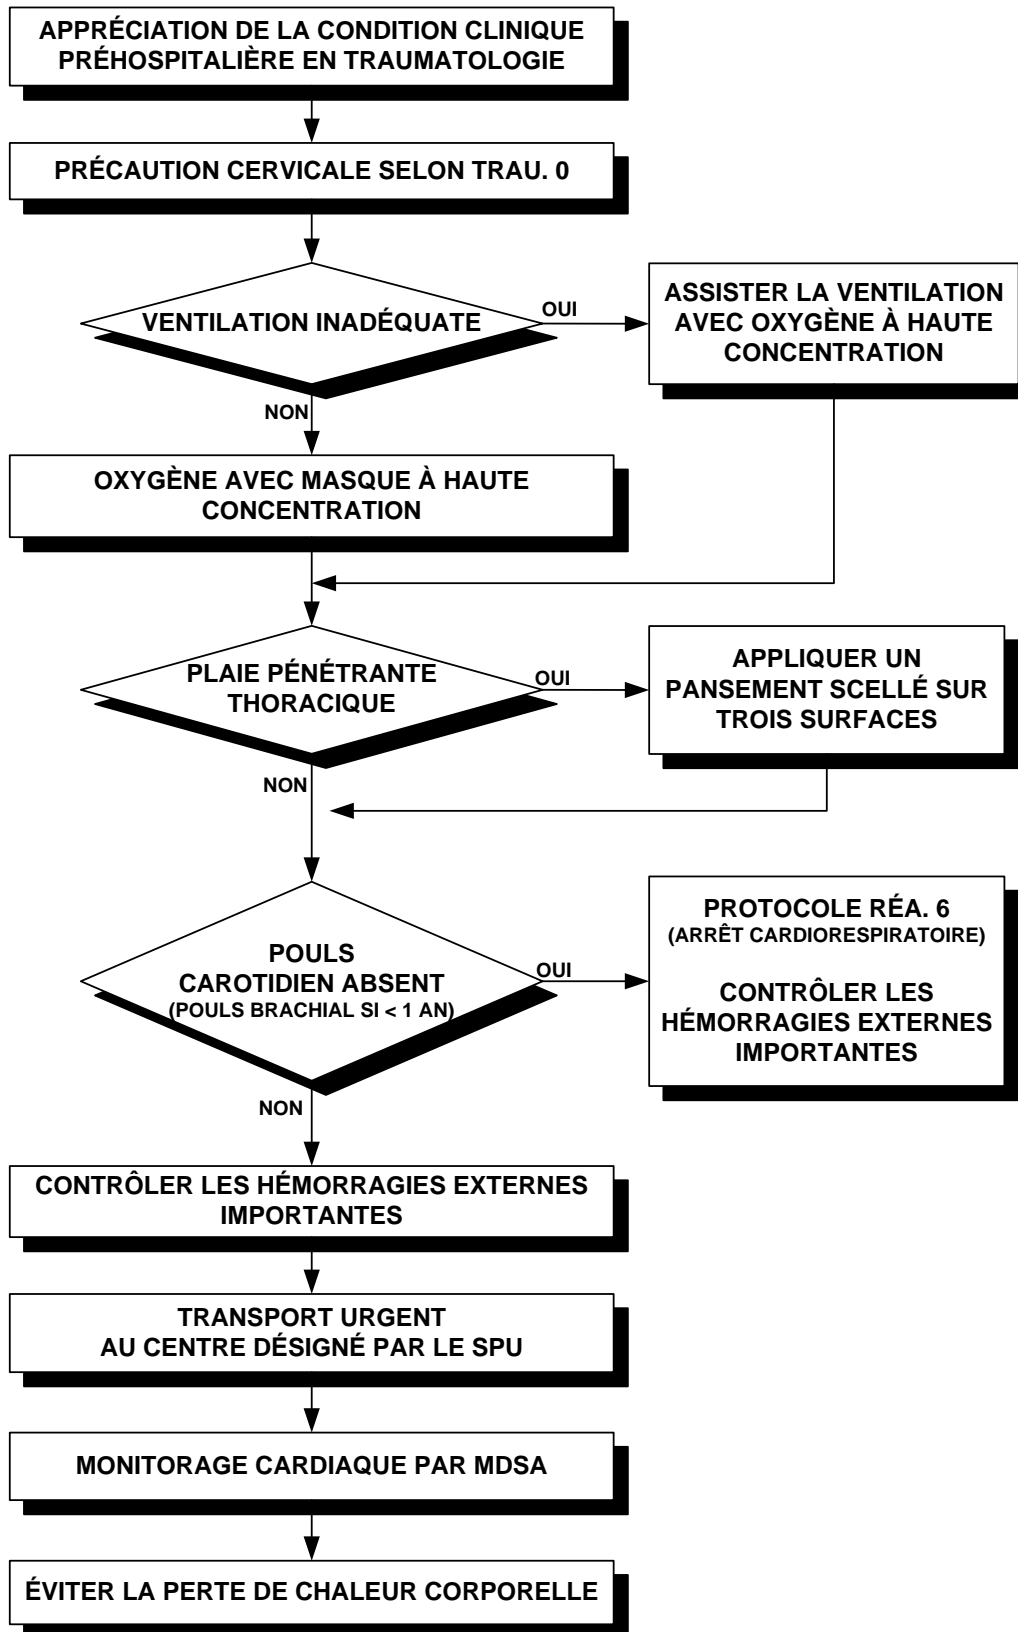 APPRÉCIATION DE LA CONDITION CLINIQUE
PRÉHOSPITALIÈRE EN TRAUMATOLOGIE
PRÉCAUTION CERVICALE SELON TRAU. 0
VENTILATION INADÉQUATE
OUI
ASSISTER LA VENTILATION
AVEC OXYGÈNE À HAUTE
CONCENTRATION
NON
OXYGÈNE AVEC MASQUE À HAUTE
CONCENTRATION
PLAIE PÉNÉTRANTE
THORACIQUE
OUI
APPLIQUER UN
PANSEMENT SCELLÉ SUR
TROIS SURFACES
NON
POULS
CAROTIDIEN ABSENT
(POULS BRACHIAL SI < 1 AN)
OUI
PROTOCOLE RÉA. 6
(ARRÊT CARDIORESPIRATOIRE)
CONTRÔLER LES
HÉMORRAGIES EXTERNES
IMPORTANTES
NON
CONTRÔLER LES HÉMORRAGIES EXTERNES
IMPORTANTES
TRANSPORT URGENT
AU CENTRE DÉSIGNÉ PAR LE SPU
MONITORAGE CARDIAQUE PAR MDSA
ÉVITER LA PERTE DE CHALEUR CORPORELLE